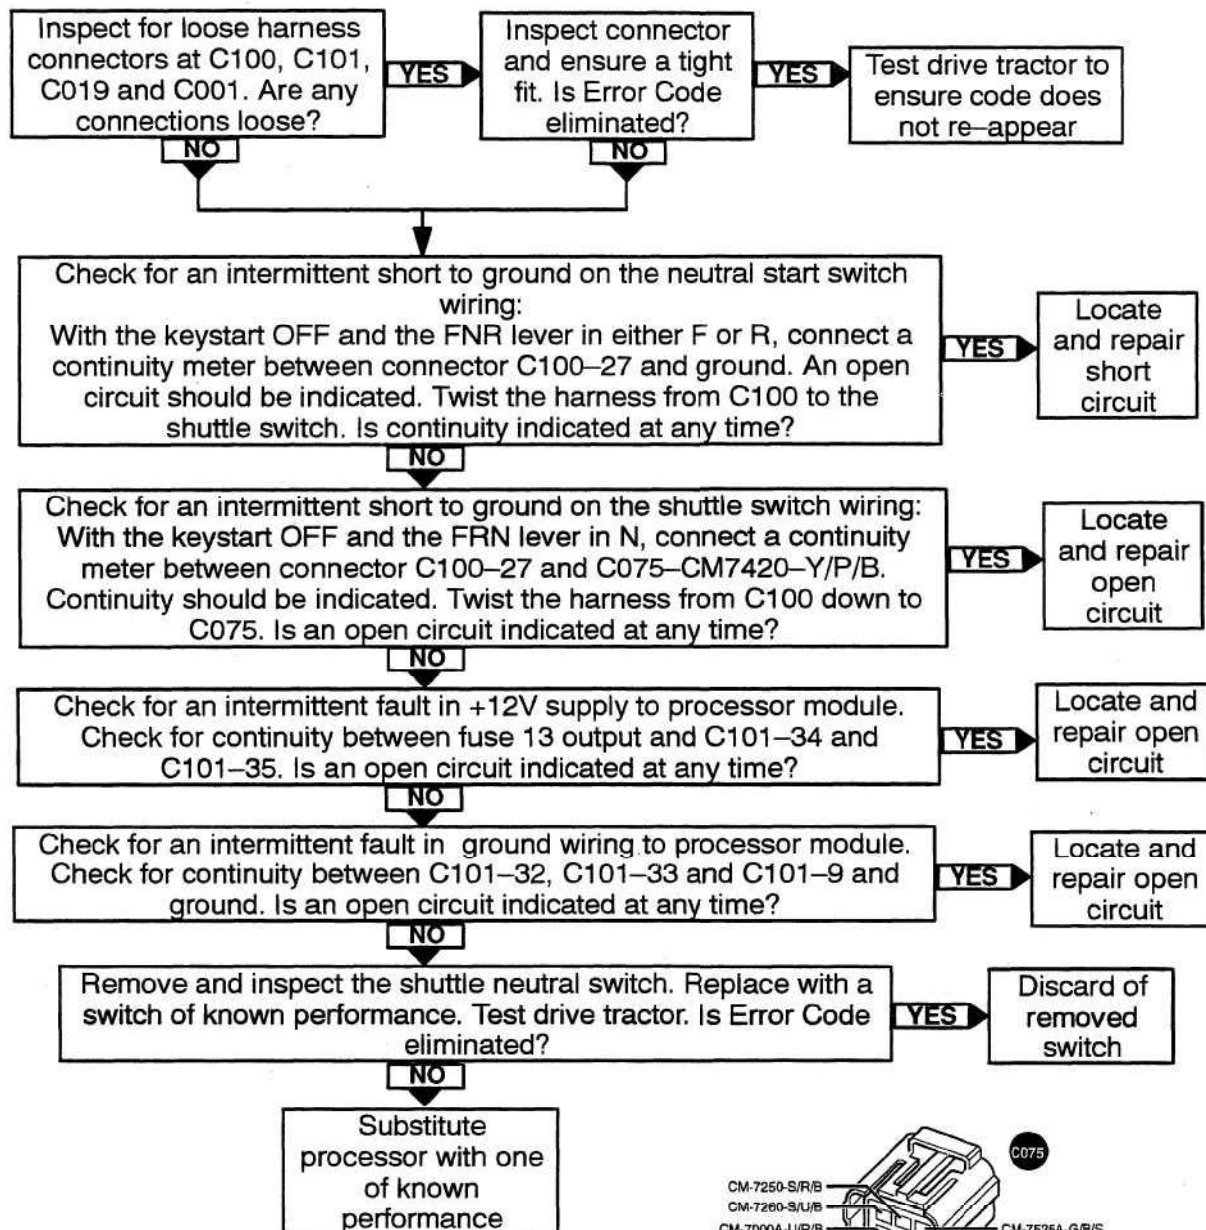 Inspect for loose harness
connectors at C100, C101,
C019 and C001. Are any
connections loose?
YES
Inspect connector
and ensure a tight
fit. Is Error Code
eliminated?
YES
Test drive tractor to
ensure code does
not re–appear
NO
NO
Check for an intermittent short to ground on the neutral start switch
wiring:
With the keystart OFF and the FNR lever in either F or R, connect a
continuity meter between connector C100–27 and ground. An open
circuit should be indicated. Twist the harness from C100 to the
shuttle switch. Is continuity indicated at any time?
YES
Locate
and repair
short
circuit
NO
Check for an intermittent short to ground on the shuttle switch wiring:
With the keystart OFF and the FRN lever in N, connect a continuity
meter between connector C100–27 and C075–CM7420–Y/P/B.
Continuity should be indicated. Twist the harness from C100 down to
C075. Is an open circuit indicated at any time?
YES
Locate
and repair
open
circuit
NO
Check for an intermittent fault in +12V supply to processor module.
Check for continuity between fuse 13 output and C101–34 and
C101–35. Is an open circuit indicated at any time?
YES
Locate and
repair open
circuit
NO
Check for an intermittent fault in ground wiring to processor module.
Check for continuity between C101–32, C101–33 and C101–9 and
ground. Is an open circuit indicated at any time?
YES
Locate and
repair open
circuit
NO
Remove and inspect the shuttle neutral switch. Replace with a
switch of known performance. Test drive tractor. Is Error Code
eliminated?
YES
Discard of
removed
switch
NO
Substitute
processor with one
of known
performance
C075
CM-7250-S/R/B
CM-7260-S/U/B
CM-7000A-U/R/B
CM-7525A-G/B/S